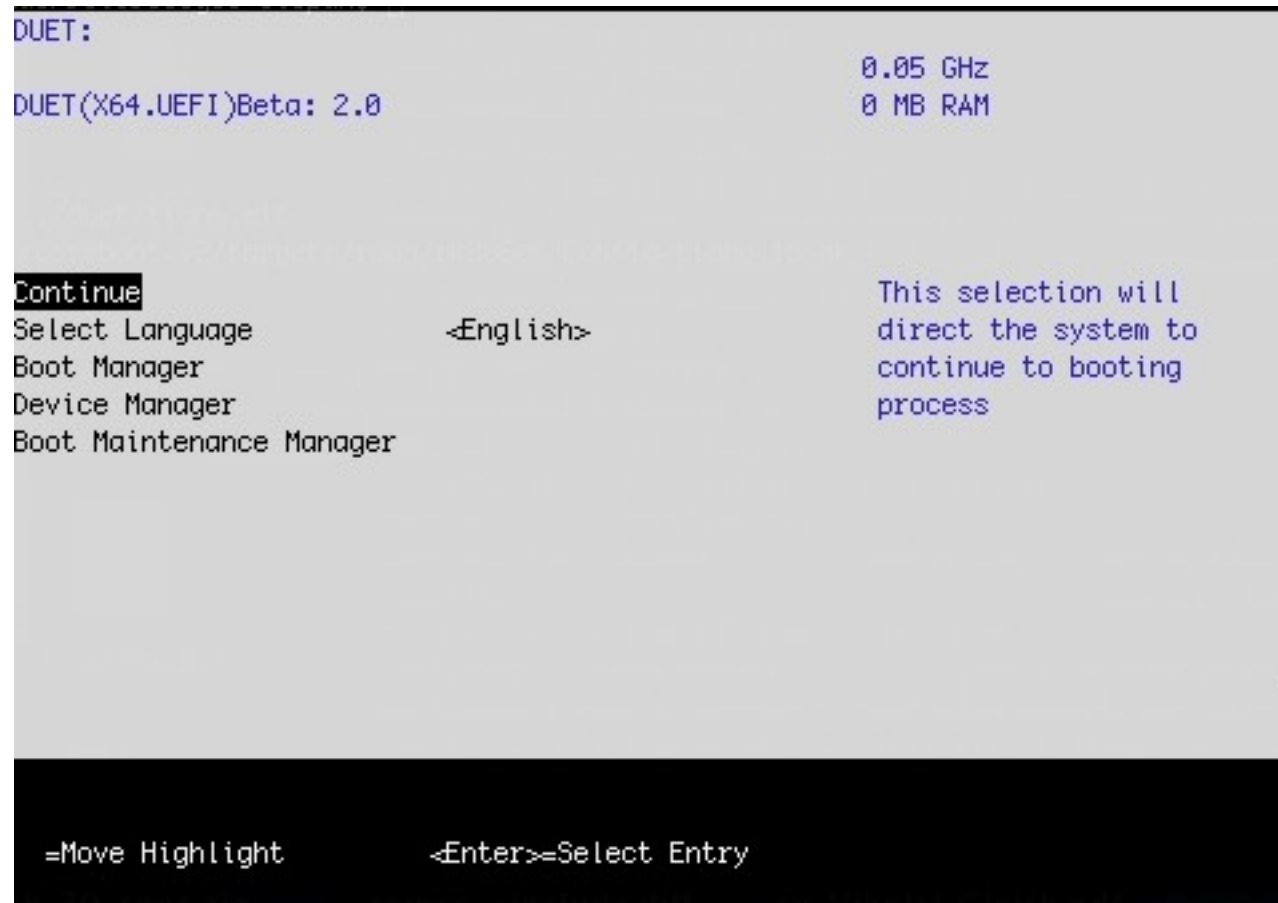 DUET:
0.05 GHz
DUET(X64.UEFI)Beta: 2.0
0 MB RAM
Continue
Select Language <English>
Boot Manager
Device Manager
Boot Maintenance Manager
This selection will
direct the system to
continue to booting
process
=Move Highlight <Enter>=Select Entry